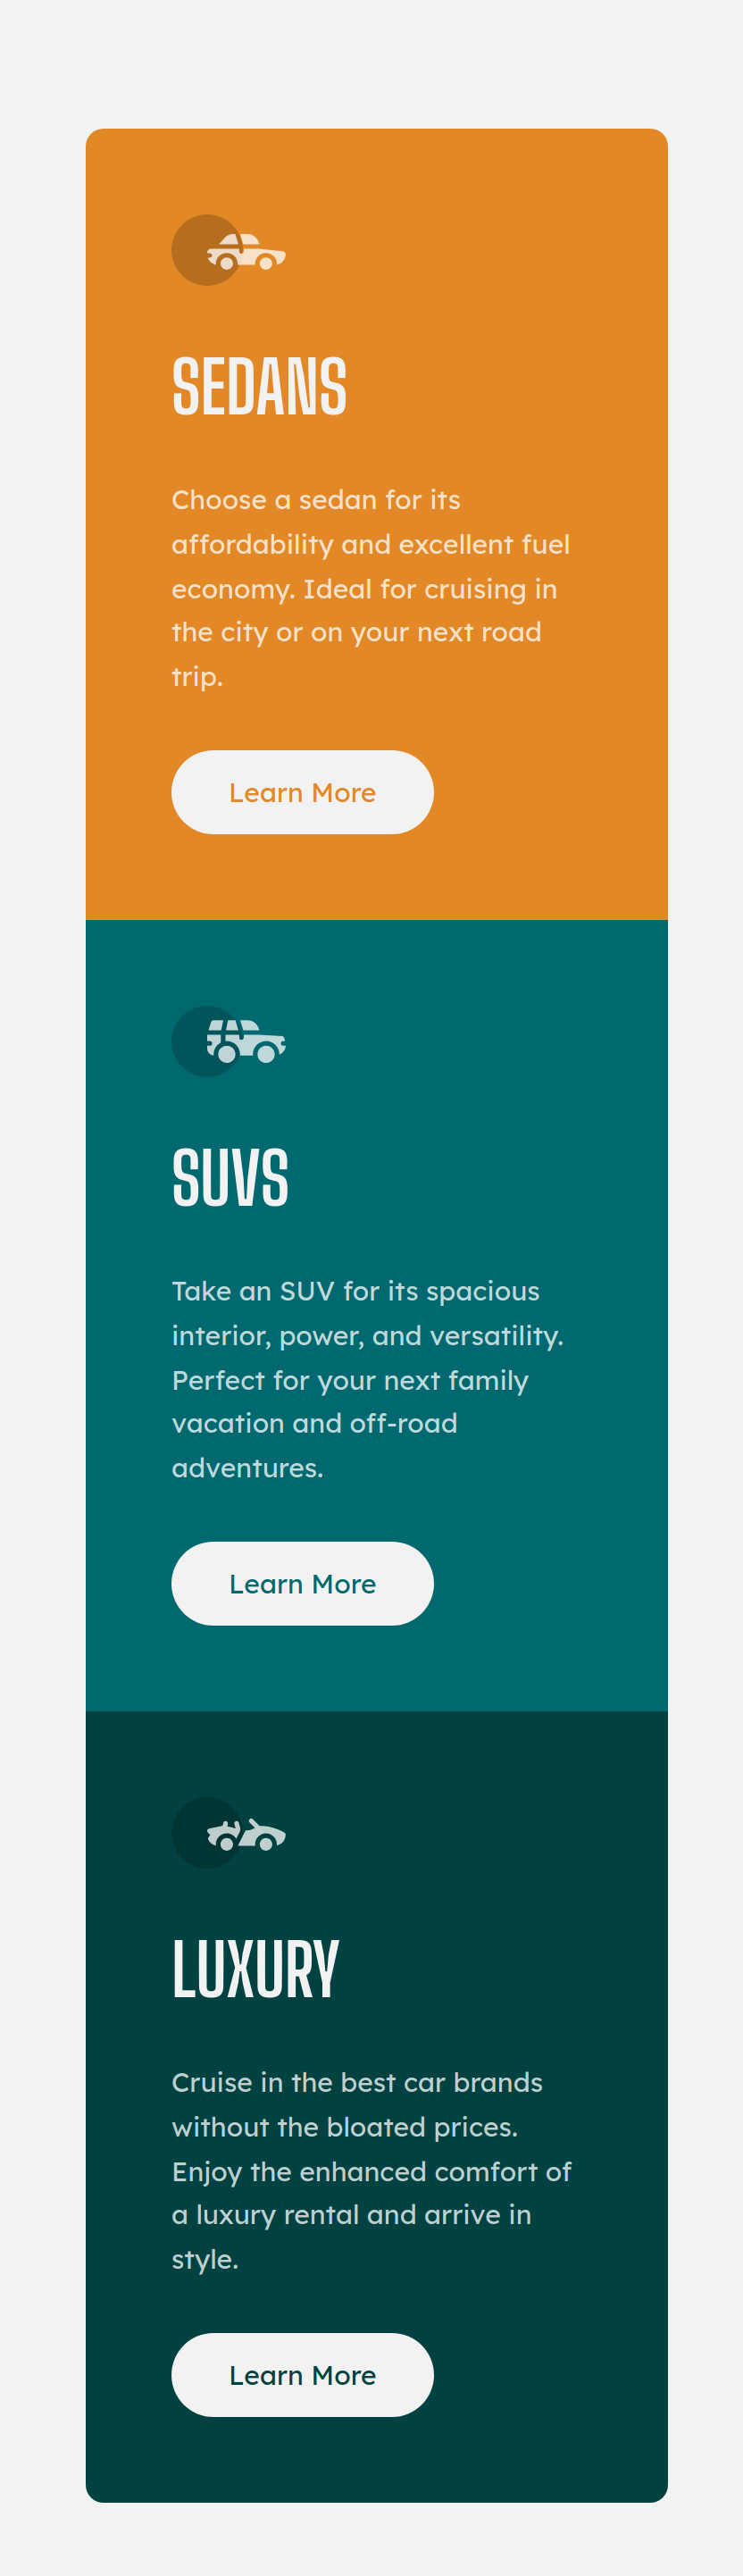 SEDANS
Choose a sedan for its
affordability and excellent fuel
economy. Ideal for cruising in
the city or on your next road
trip.
Learn More
SUVS
Take an SUV for its spacious
interior, power, and versatility.
Perfect for your next family
vacation and off-road
adventures.
Learn More
LUXURY
Cruise in the best car brands
without the bloated prices.
Enjoy the enhanced comfort of
a luxury rental and arrive in
style.
Learn More